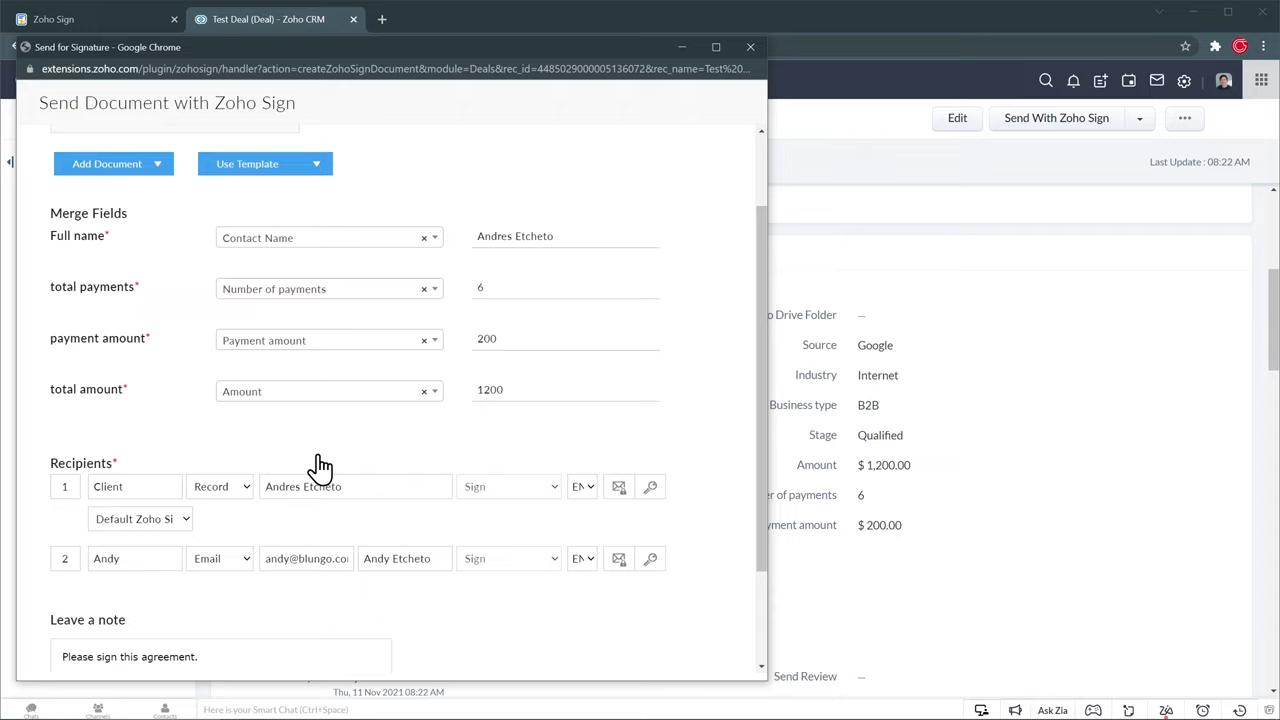 Zoho Sign
Test Deal (Deal) - Zoho CRM
Send for Signature - Google Chrome
extensions.zoho.com/plugin/zohosign/handler?action=createZohoSignDocument&module=Deals&rec_id=4485029000005136072&rec_name=Test%20...
Send Document with Zoho Sign
Edit
Send With Zoho Sign
Last Update : 08:22 AM
Add Document
Use Template
Merge Fields
Full name*
Contact Name
Andres Etcheto
total payments*
Number of payments
6
payment amount*
Payment amount
200
total amount*
Amount
1200
Recipients*
1
Client
Record
Andres Etcheto
Sign
EN
Default Zoho Si
2
Andy
Email
andy@blungo.co
Andy Etcheto
Sign
EN
Leave a note
Please sign this agreement.
o Drive Folder
—
Source
Google
Industry
Internet
Business type
B2B
Stage
Qualified
Amount
$ 1,200.00
er of payments
6
yment amount
$ 200.00
Send Review
—
Thu, 11 Nov 2021 08:22 AM
Chats
Channels
Contacts
Here is your Smart Chat (Ctrl+Space)
Ask Zia